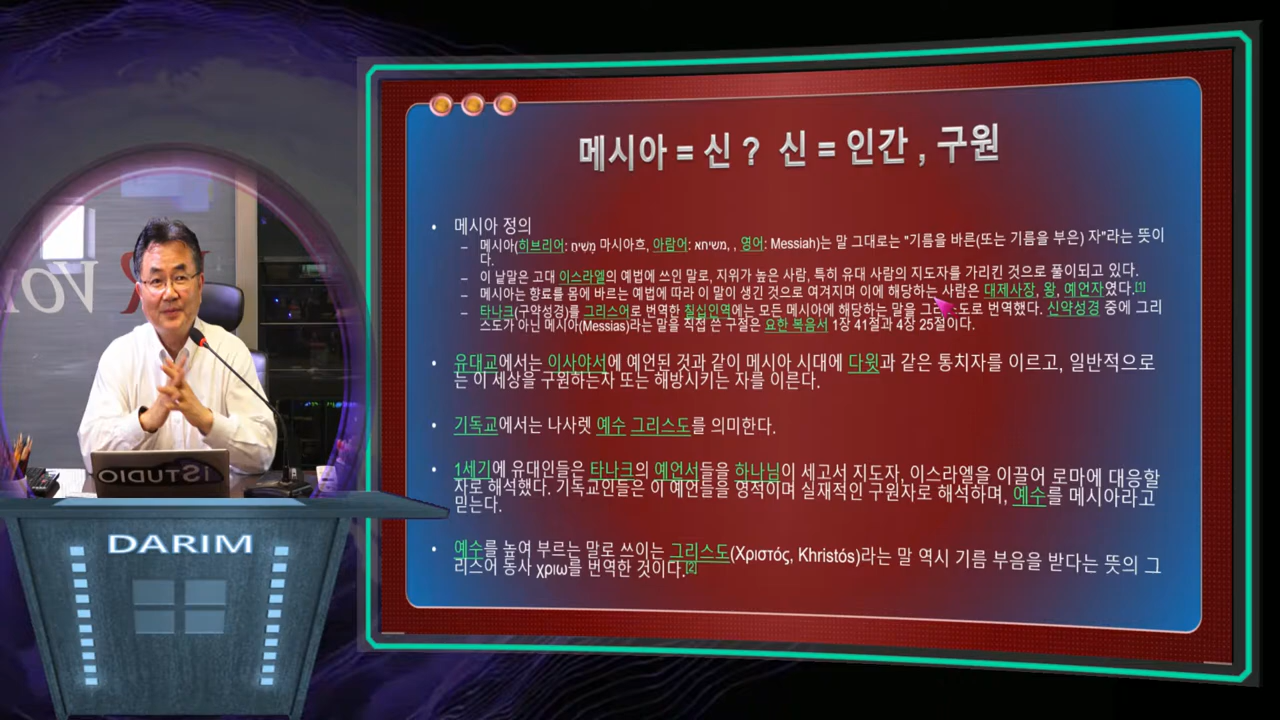 메시아 = 신 ? 신 = 인간 , 구원
• 메시아 정의
– 메시아(히브리어: מָשִׁיחַ 마시아흐, 아람어: משיחא, , 영어: Messiah)는 말 그대로는 "기름을 바른(또는 기름을 부은) 자"라는 뜻이
다.
– 이 낱말은 고대 이스라엘의 예법에 쓰인 말로, 지위가 높은 사람, 특히 유대 사람의 지도자를 가리킨 것으로 풀이되고 있다.
– 메시아는 향료를 몸에 바르는 예법에 따라 이 말이 생긴 것으로 여겨지며 이에 해당하는 사람은 대제사장, 왕, 예언자였다.[1]
– 타나크(구약성경)를 그리스어로 번역한 칠십인역에는 모든 메시아에 해당하는 말을 그리스도로 번역했다. 신약성경 중에 그리
스도가 아닌 메시아(Messias)라는 말을 직접 쓴 구절은 요한 복음서 1장 41절과 4장 25절이다.
• 유대교에서는 이사야서에 예언된 것과 같이 메시아 시대에 다윗과 같은 통치자를 이르고, 일반적으로
는 이 세상을 구원하는자 또는 해방시키는 자를 이른다.
• 기독교에서는 나사렛 예수 그리스도를 의미한다.
• 1세기에 유대인들은 타나크의 예언서들을 하나님이 세고서 지도자, 이스라엘을 이끌어 로마에 대응할
자로 해석했다. 기독교인들은 이 예언들을 영적이며 실재적인 구원자로 해석하며, 예수를 메시아라고
믿는다.
• 예수를 높여 부르는 말로 쓰이는 그리스도(Χριστός, Khristós)라는 말 역시 기름 부음을 받다는 뜻의 그
리스어 동사 χριω를 번역한 것이다.[2]
iSTUDIO
DARIM